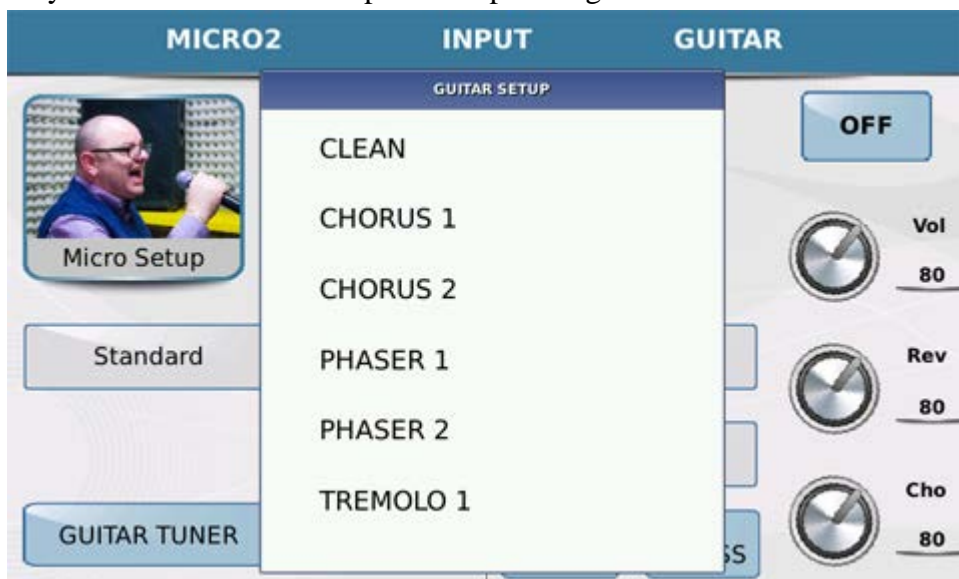 MICRO2 INPUT GUITAR
GUITAR SETUP
OFF
CLEAN
CHORUS 1
Vol
80
Micro Setup
CHORUS 2
Standard
PHASER 1
Rev
80
PHASER 2
TREMOLO 1
Cho
80
GUITAR TUNER